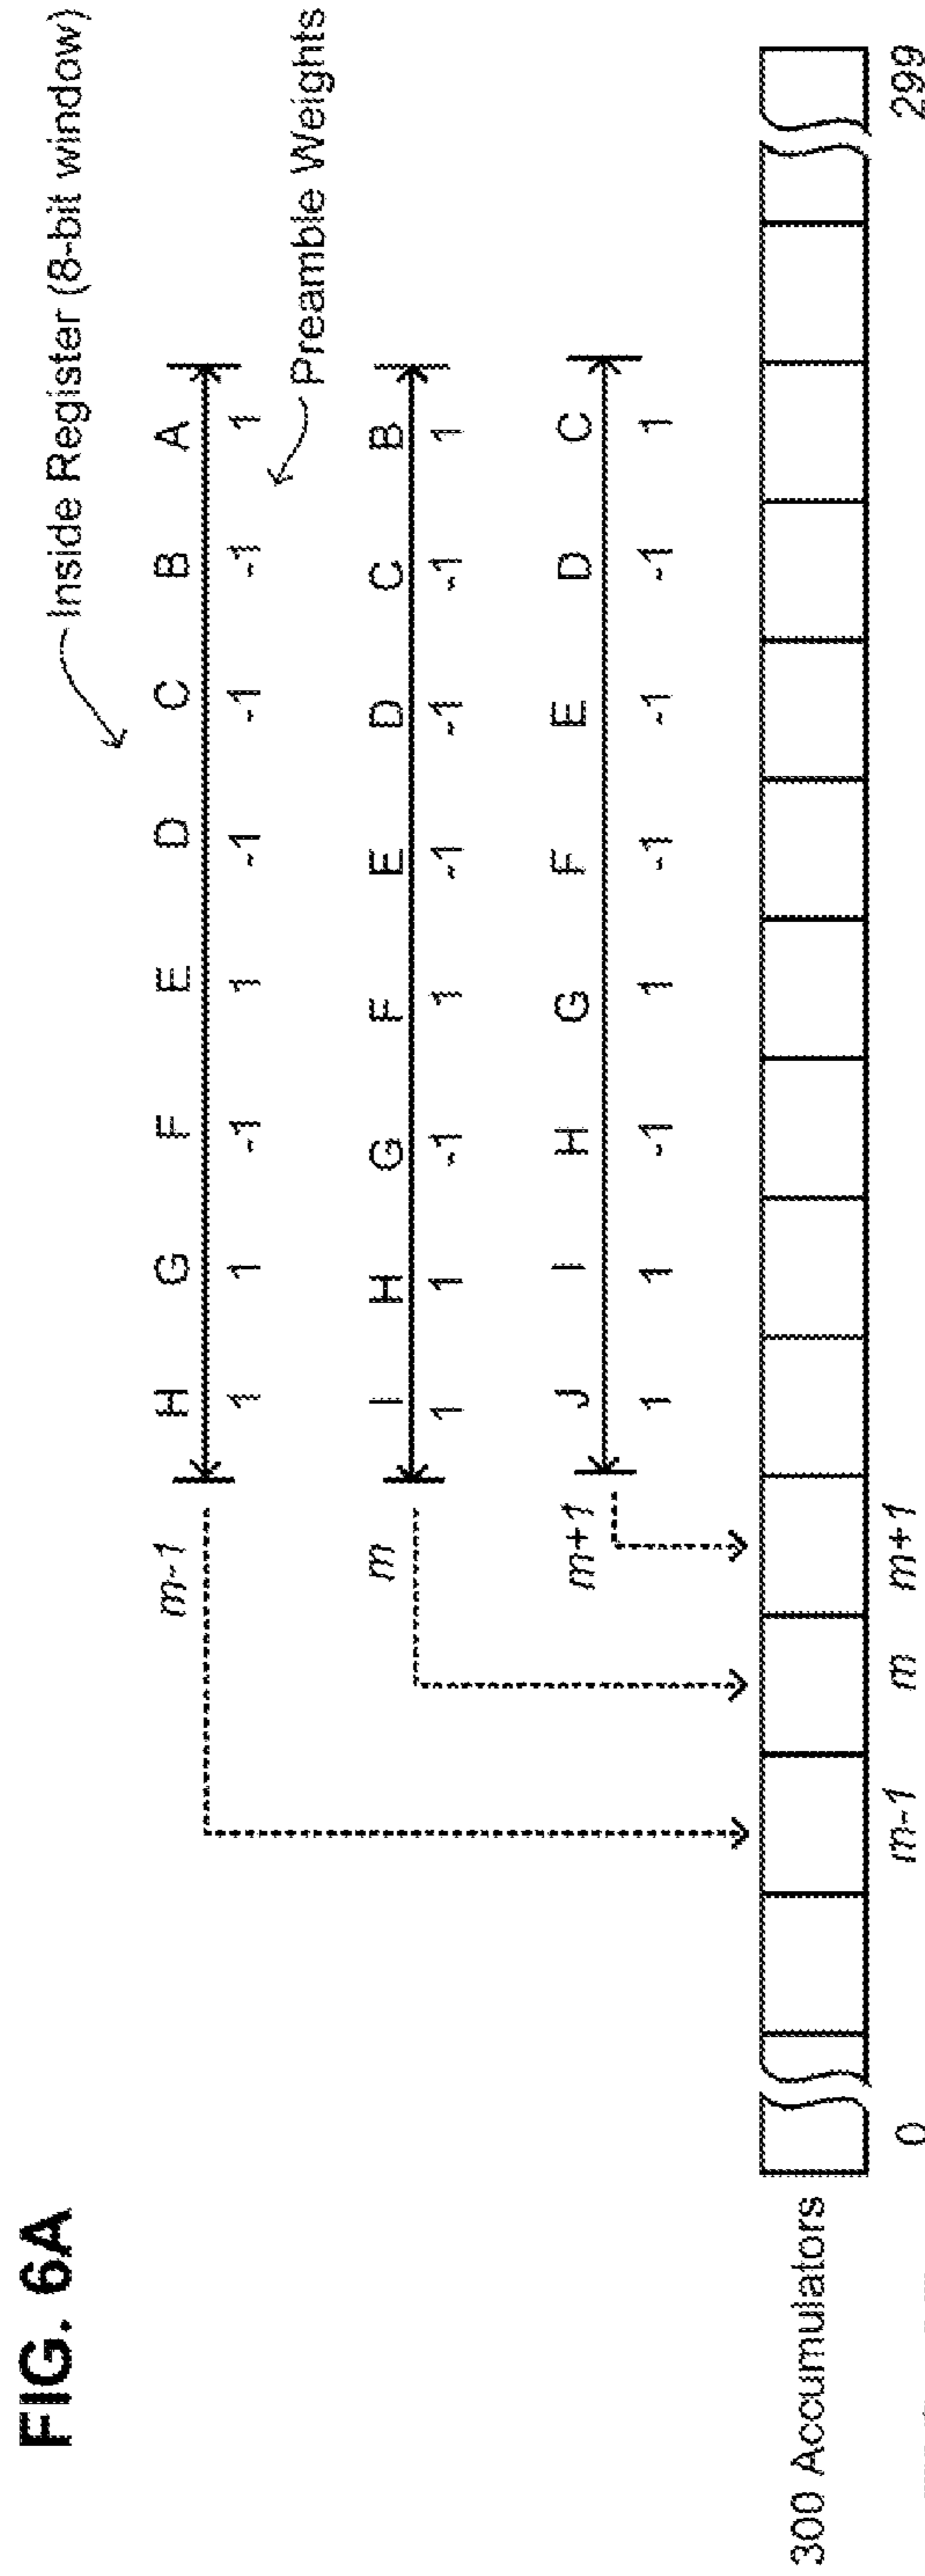 FIG. 6A
Inside Register (8-bit window)
m-1
H G F E D C B A
1 1 -1 1 -1 -1 -1 1
Preamble Weights
m
I H G F E D C B
1 1 -1 1 -1 -1 -1 1
m+1
J I H G F E D C
1 1 -1 1 -1 -1 -1 1
300 Accumulators
0 m-1 m m+1 299